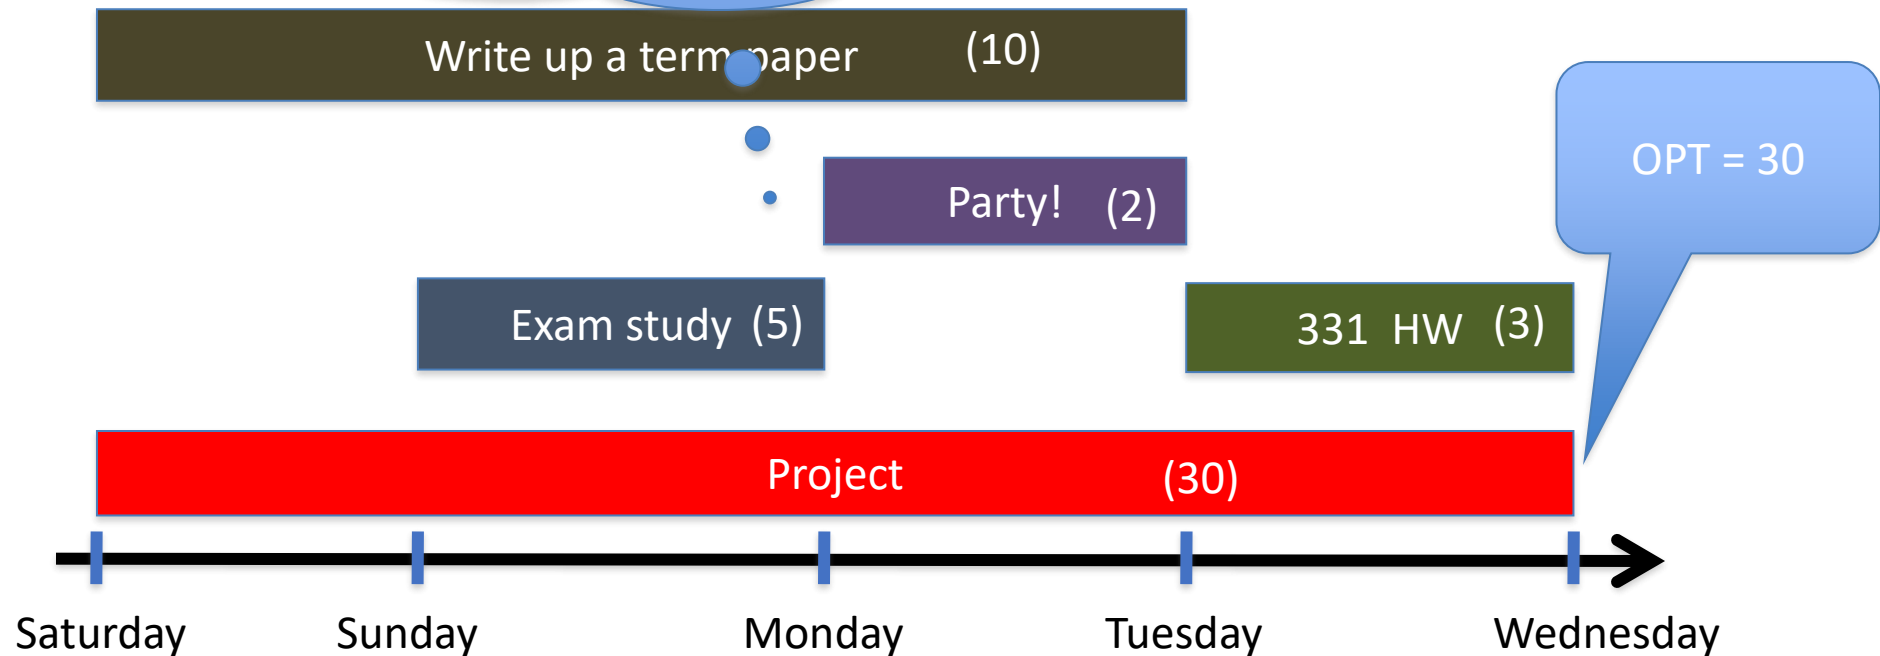 Write up a term paper (10)
Party! (2)
OPT = 30
Exam study (5)
331 HW (3)
Project (30)
Saturday Sunday Monday Tuesday Wednesday